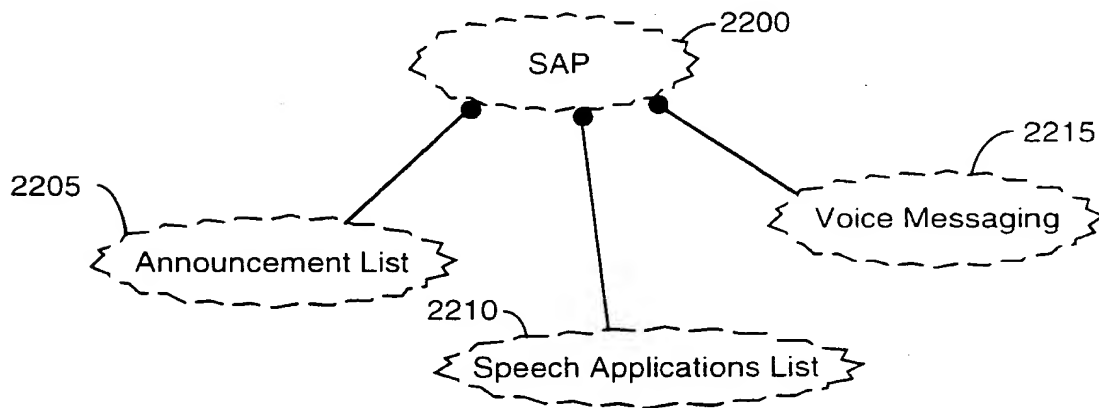 2200
SAP
2215
2205
Voice Messaging
Announcement List
2210
Speech Applications List